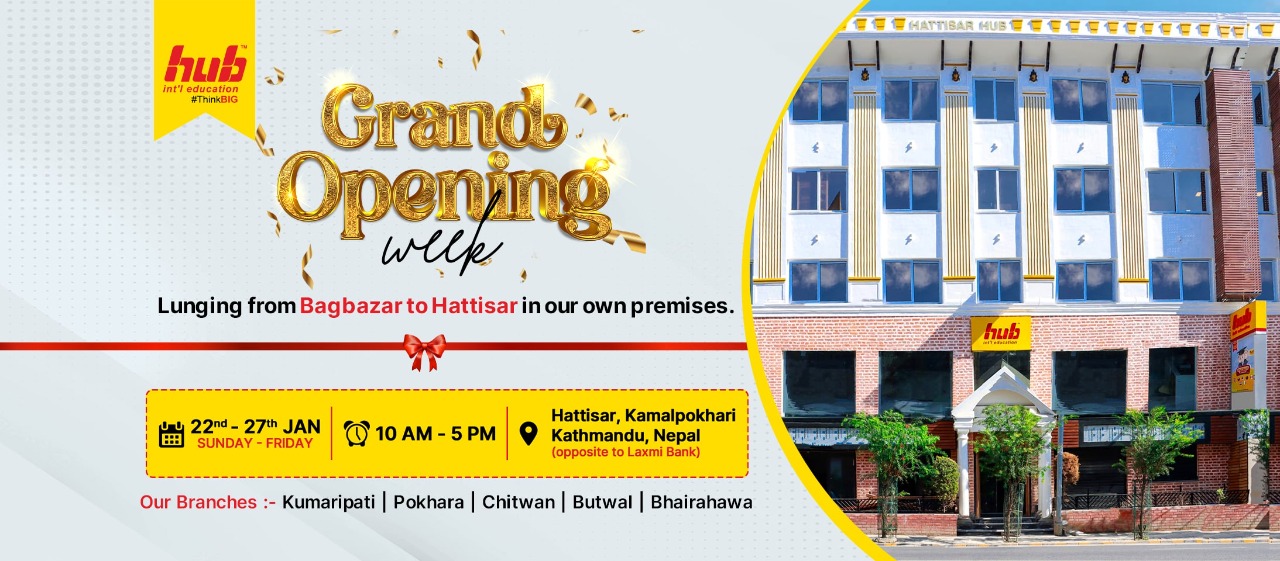 hub™
int'l education
#ThinkBIG
Grand
Opening
week
Lunging from Bagbazar to Hattisar in our own premises.
22nd - 27th JAN
SUNDAY - FRIDAY
10 AM - 5 PM
Hattisar, Kamalpokhari
Kathmandu, Nepal
(opposite to Laxmi Bank)
Our Branches :- Kumaripati | Pokhara | Chitwan | Butwal | Bhairahawa
HATTISAR HUB
hub
int'l education
hub